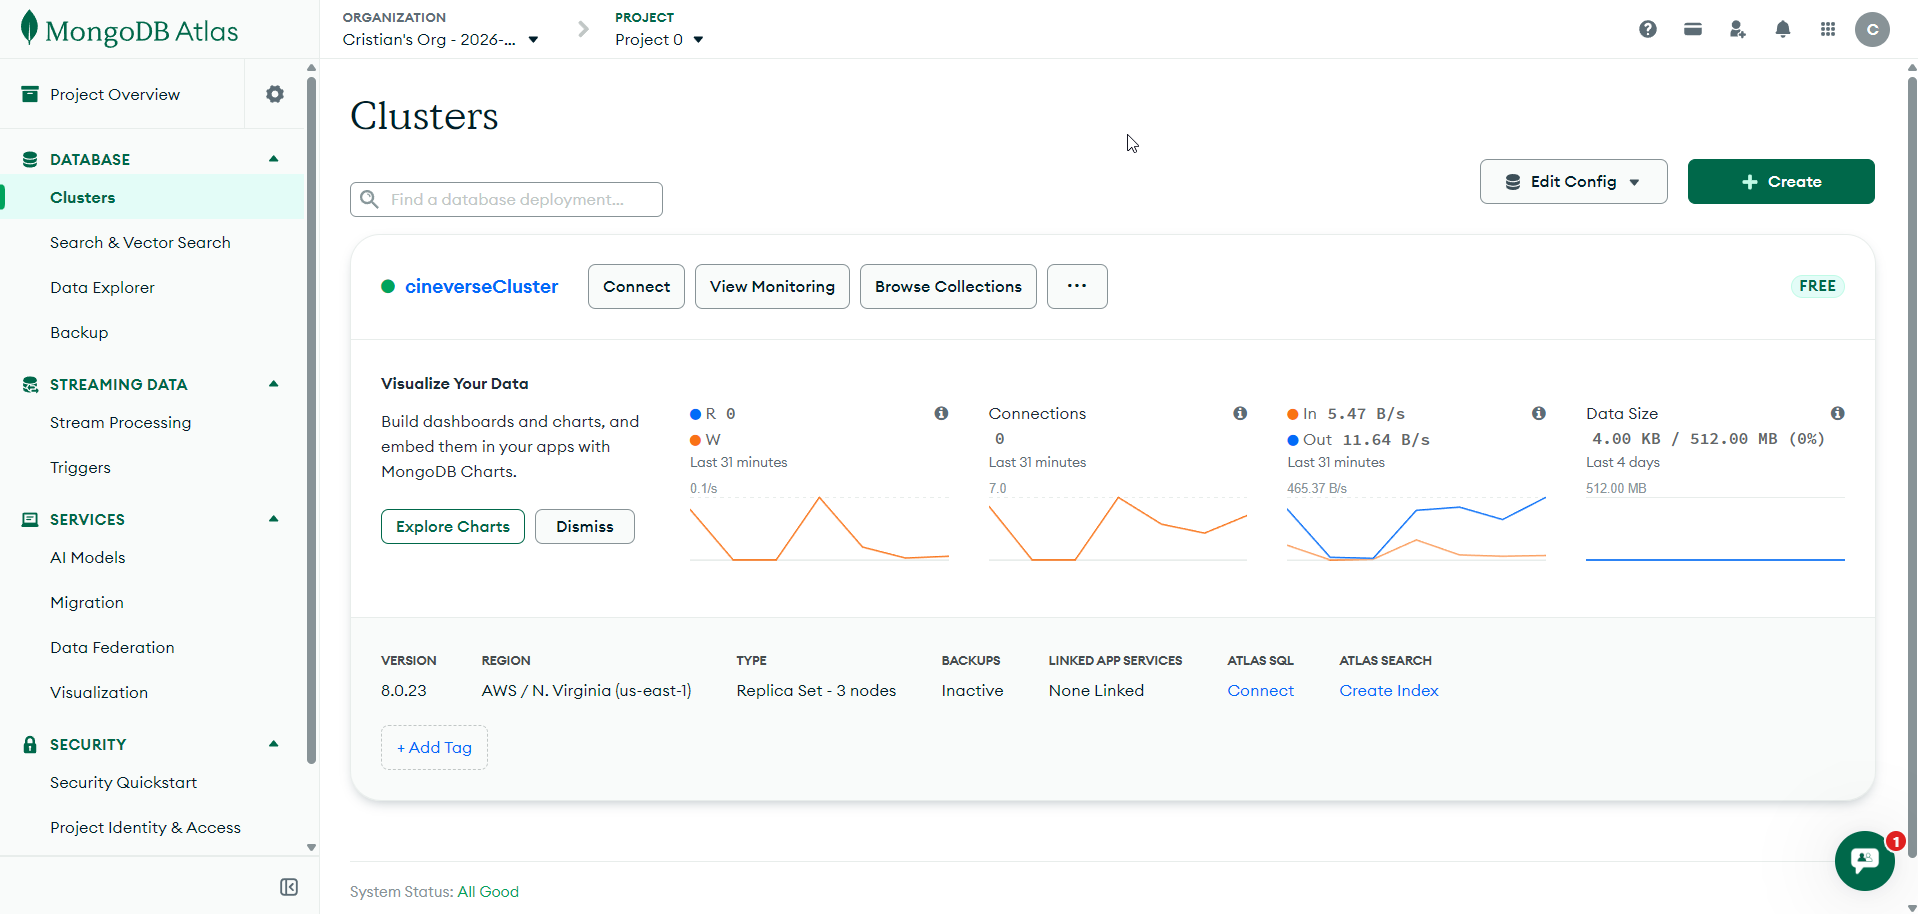 MongoDB Atlas
ORGANIZATION
Cristian's Org - 2026-...
PROJECT
Project 0
C
Project Overview
DATABASE
Clusters
Search & Vector Search
Data Explorer
Backup
STREAMING DATA
Stream Processing
Triggers
SERVICES
AI Models
Migration
Data Federation
Visualization
SECURITY
Security Quickstart
Project Identity & Access
Clusters
Find a database deployment...
Edit Config
+ Create
cineverseCluster
Connect
View Monitoring
Browse Collections
...
FREE
Visualize Your Data
Build dashboards and charts, and
embed them in your apps with
MongoDB Charts.
Explore Charts
Dismiss
R 0
W
Last 31 minutes
0.1/s
Connections
0
Last 31 minutes
7.0
In 5.47 B/s
Out 11.64 B/s
Last 31 minutes
465.37 B/s
Data Size
4.00 KB / 512.00 MB (0%)
Last 4 days
512.00 MB
VERSION
8.0.23
REGION
AWS / N. Virginia (us-east-1)
TYPE
Replica Set - 3 nodes
BACKUPS
Inactive
LINKED APP SERVICES
None Linked
ATLAS SQL
Connect
ATLAS SEARCH
Create Index
+ Add Tag
System Status: All Good
1